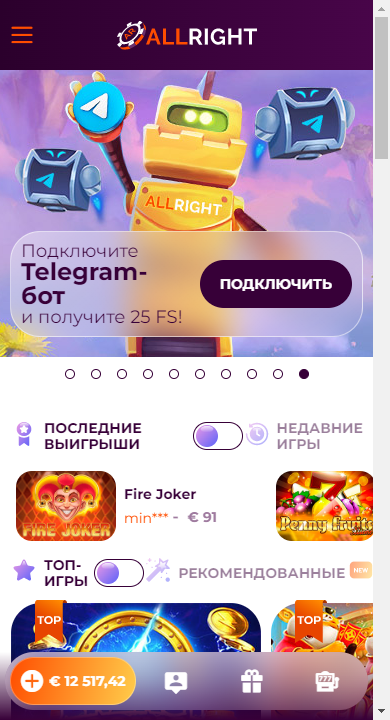 ALLRIGHT
ALLRIGHT
Подключите
Telegram-
бот
и получите 25 FS!
ПОДКЛЮЧИТЬ
ПОСЛЕДНИЕ
ВЫИГРЫШИ
НЕДАВНИЕ
ИГРЫ
FIRE JOKER
Fire Joker
min*** - € 91
Penny fruits
ТОП-
ИГРЫ
РЕКОМЕНДОВАННЫЕ
NEW
TOP
TOP
€ 12 517,42
777